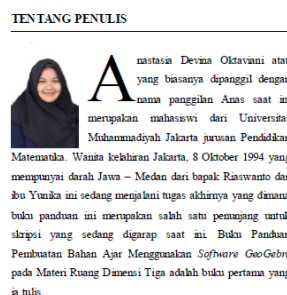 TENTANG PENULIS
Anastasia Devina Oktaviani atau
yang biasanya dipanggil dengan
nama panggilan Anas saat ini
merupakan mahasiswi dari Universitas
Muhammadiyah Jakarta jurusan Pendidikan
Matematika. Wanita kelahiran Jakarta, 8 Oktober 1994 yang
mempunyai darah Jawa – Medan dari bapak Riaswanto dan
ibu Yunika ini sedang menjalani tugas akhirnya yang dimana
buku panduan ini merupakan salah satu penunjang untuk
skripsi yang sedang digarap saat ini. Buku Panduan
Pembuatan Bahan Ajar Menggunakan Software GeoGebra
pada Materi Ruang Dimensi Tiga adalah buku pertama yang
ia tulis.